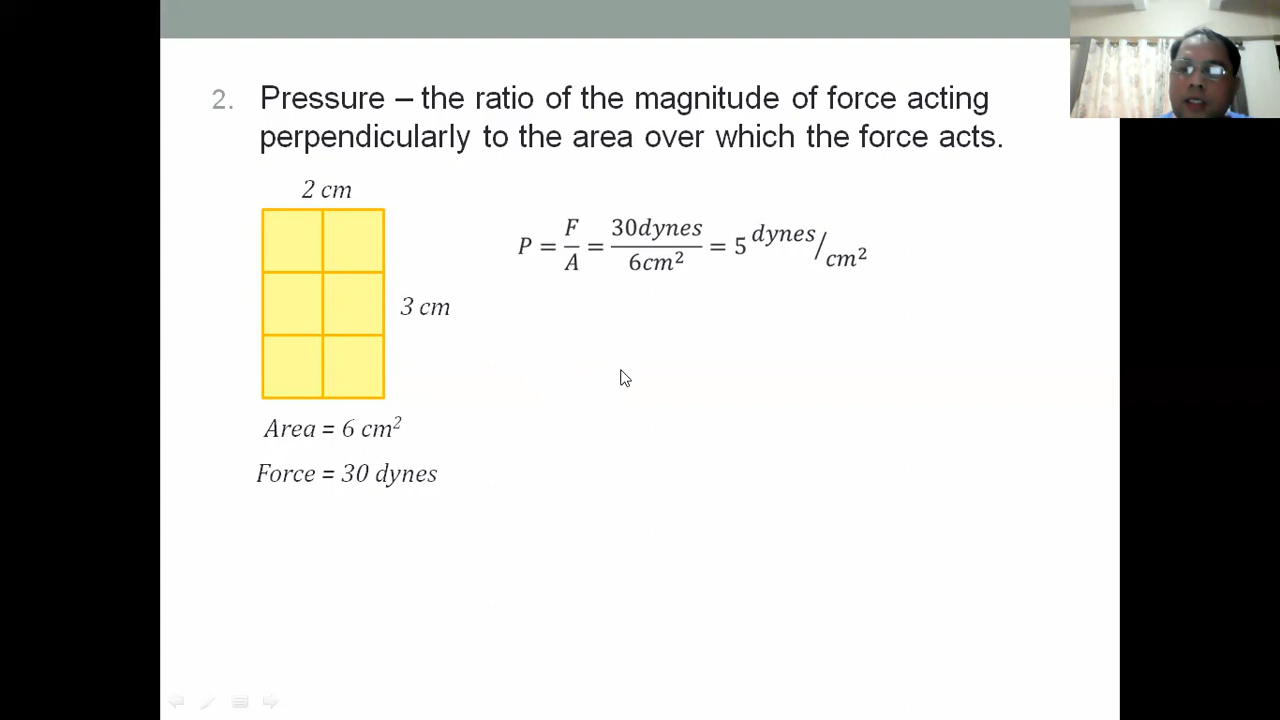 2. Pressure – the ratio of the magnitude of force acting
perpendicularly to the area over which the force acts.
2 cm
P = F/A = 30dynes/6cm² = 5 dynes/cm²
3 cm
Area = 6 cm²
Force = 30 dynes